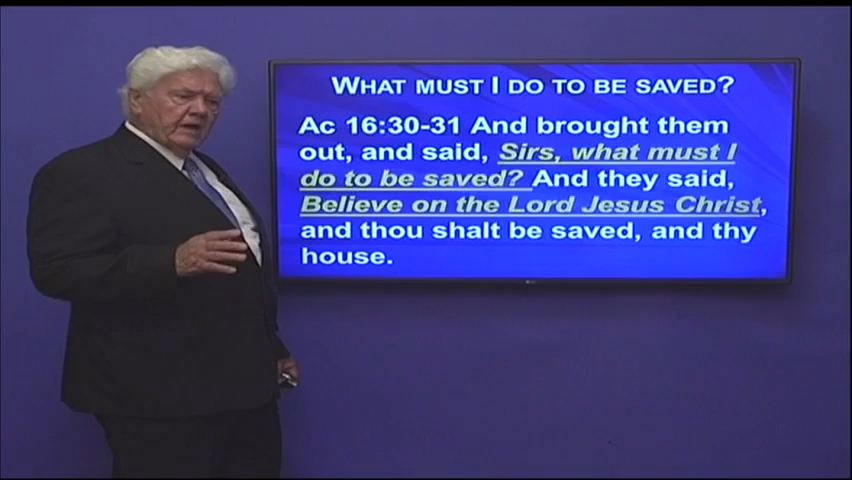 WHAT MUST I DO TO BE SAVED?
Ac 16:30-31 And brought them
out, and said, Sirs, what must I
do to be saved? And they said,
Believe on the Lord Jesus Christ,
and thou shalt be saved, and thy
house.